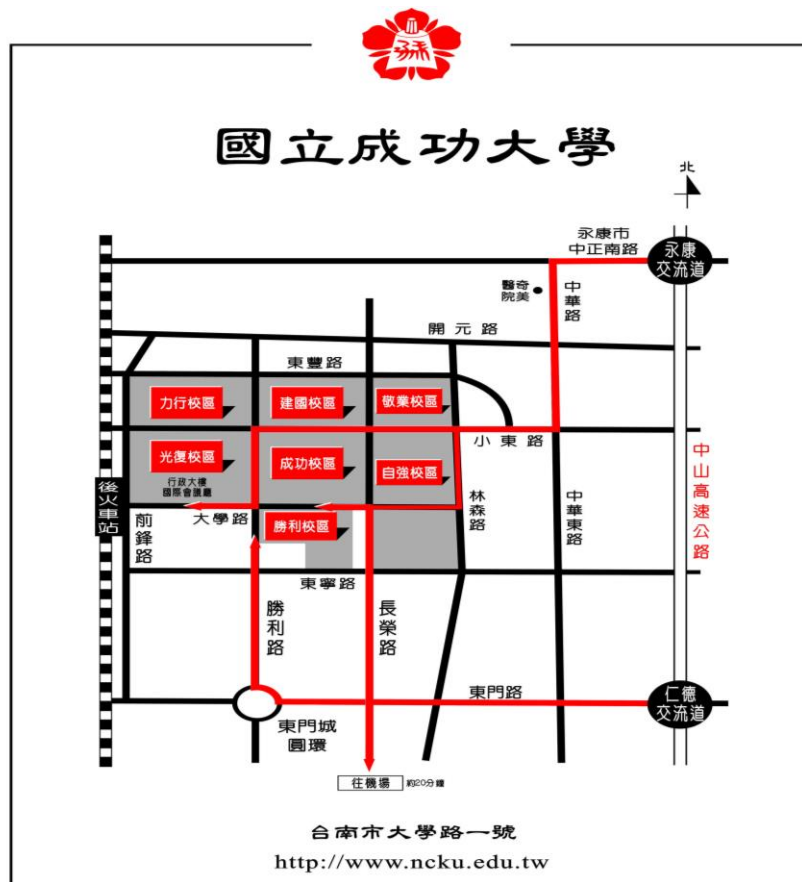 國立成功大學
北
永康市
中正南路
永康
交流道
醫奇
院美
中華路
開元路
東豐路
力行校區
建國校區
敬業校區
小東路
光復校區
成功校區
自強校區
行政大樓
國際會議廳
大學路
勝利校區
後火車站
前鋒路
林森路
中華東路
中山高速公路
東寧路
勝利路
長榮路
東門路
仁德
交流道
東門城
圓環
往機場 約20分鐘
台南市大學路一號
http://www.ncku.edu.tw